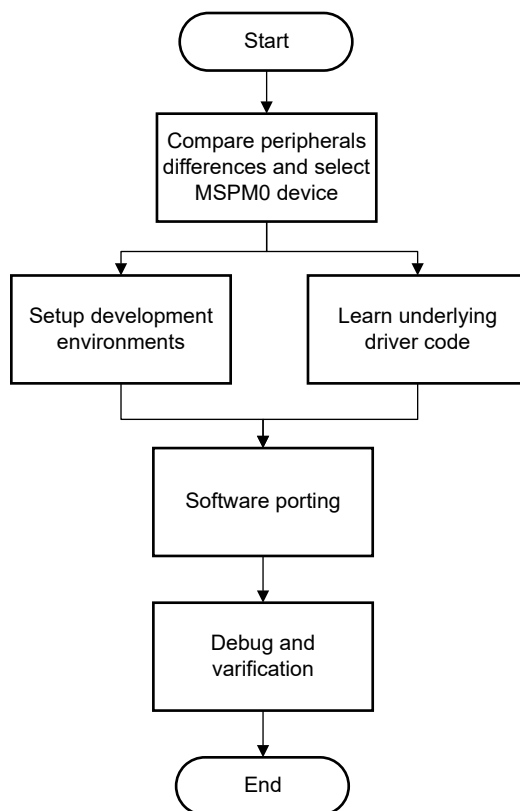 Start
Compare peripherals
differences and select
MSPM0 device
Setup development
environments
Learn underlying
driver code
Software porting
Debug and
varification
End